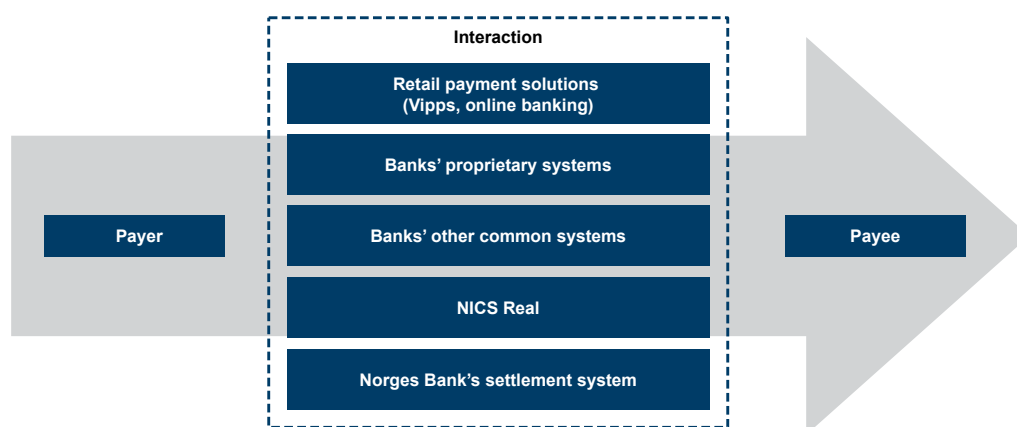 Interaction
Retail payment solutions
(Vipps, online banking)
Banks’ proprietary systems
Payer
Banks’ other common systems
Payee
NICS Real
Norges Bank’s settlement system